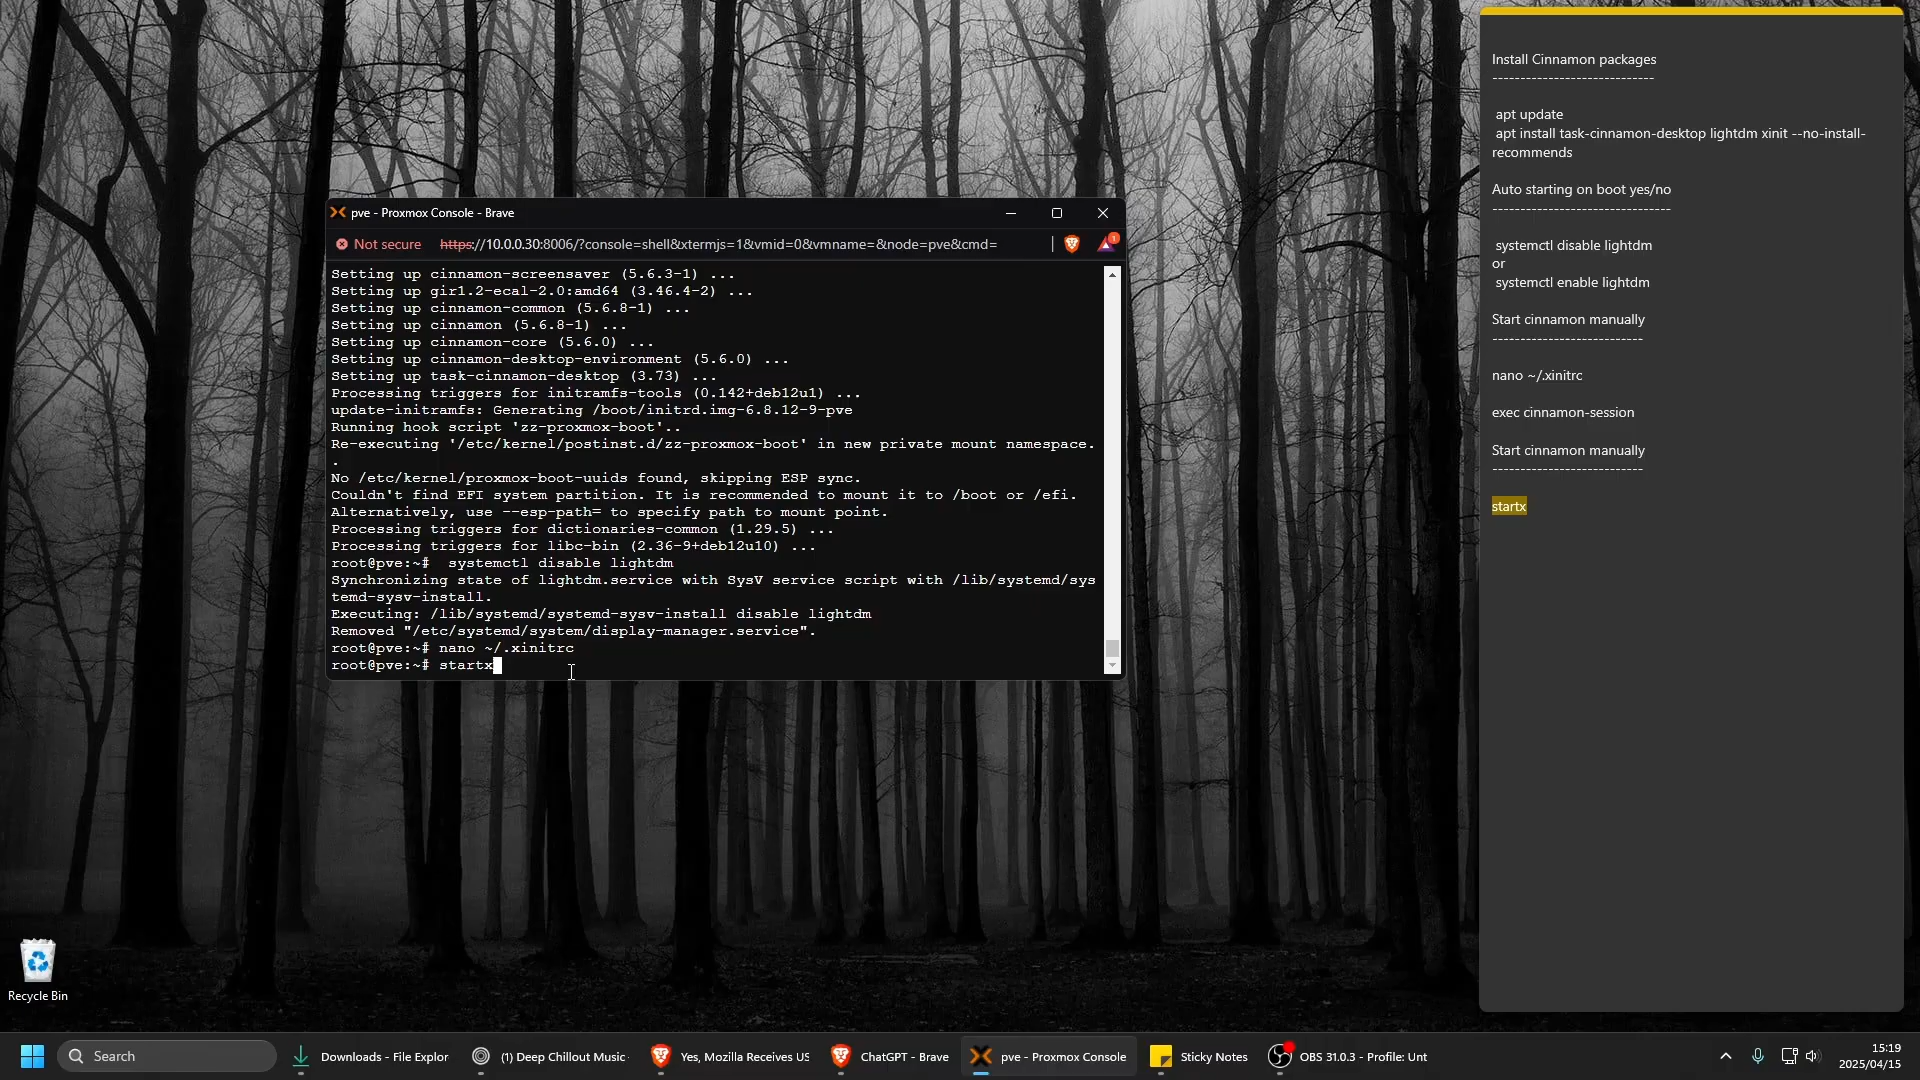 pve - Proxmox Console - Brave
Not secure https://10.0.0.30:8006/?console=shell&xtermjs=1&vmid=0&vmname=&node=pve&cmd=
1
Setting up cinnamon-screensaver (5.6.3-1) ...
Setting up gir1.2-ecal-2.0:amd64 (3.46.4-2) ...
Setting up cinnamon-common (5.6.8-1) ...
Setting up cinnamon (5.6.8-1) ...
Setting up cinnamon-core (5.6.0) ...
Setting up cinnamon-desktop-environment (5.6.0) ...
Setting up task-cinnamon-desktop (3.73) ...
Processing triggers for initramfs-tools (0.142+deb12u1) ...
update-initramfs: Generating /boot/initrd.img-6.8.12-9-pve
Running hook script 'zz-proxmox-boot'..
Re-executing '/etc/kernel/postinst.d/zz-proxmox-boot' in new private mount namespace.
.
No /etc/kernel/proxmox-boot-uuids found, skipping ESP sync.
Couldn't find EFI system partition. It is recommended to mount it to /boot or /efi.
Alternatively, use --esp-path= to specify path to mount point.
Processing triggers for dictionaries-common (1.29.5) ...
Processing triggers for libc-bin (2.36-9+deb12u10) ...
root@pve:~#  systemctl disable lightdm
Synchronizing state of lightdm.service with SysV service script with /lib/systemd/sys
temd-sysv-install.
Executing: /lib/systemd/systemd-sysv-install disable lightdm
Removed "/etc/systemd/system/display-manager.service".
root@pve:~# nano ~/.xinitrc
root@pve:~# startx
Install Cinnamon packages
-----------------------------
apt update
apt install task-cinnamon-desktop lightdm xinit --no-install-
recommends
Auto starting on boot yes/no
--------------------------------
systemctl disable lightdm
or
systemctl enable lightdm
Start cinnamon manually
---------------------------
nano ~/.xinitrc
exec cinnamon-session
Start cinnamon manually
---------------------------
startx
Recycle Bin
Search
Downloads - File Explor
(1) Deep Chillout Music
Yes, Mozilla Receives US
ChatGPT - Brave
pve - Proxmox Console
Sticky Notes
OBS 31.0.3 - Profile: Unt
15:19
2025/04/15